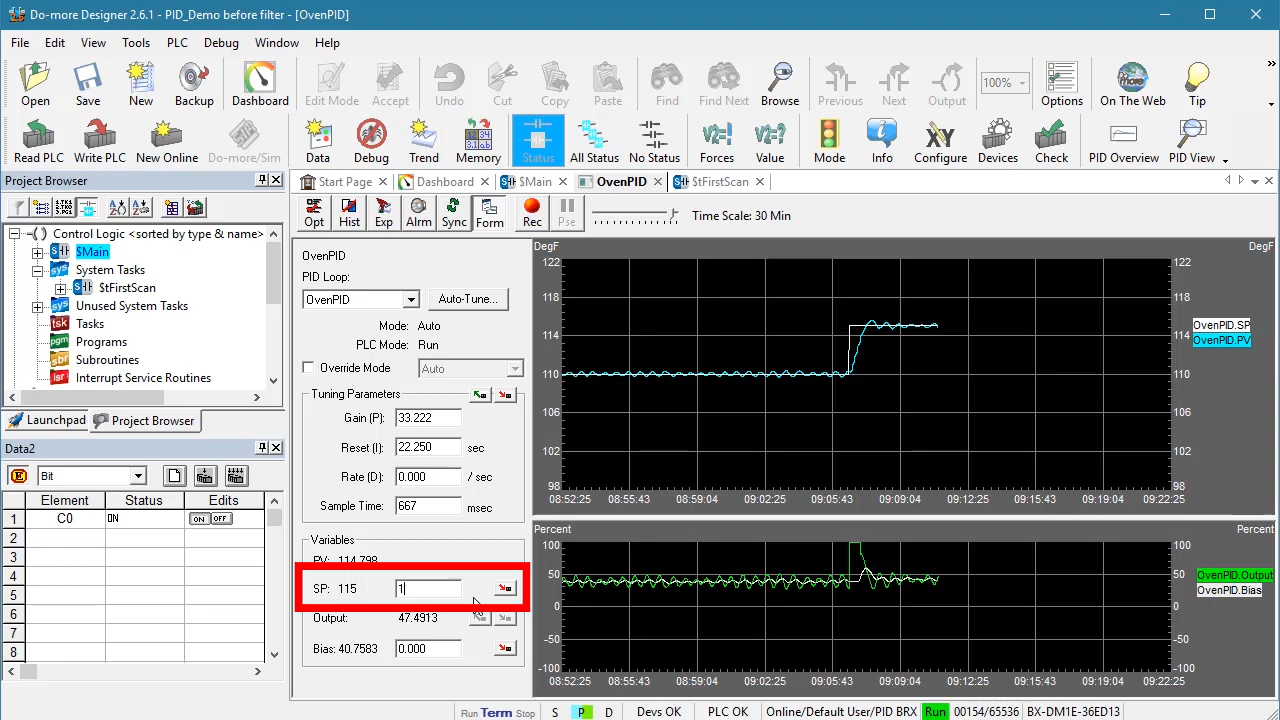 Do-more Designer 2.6.1 - PID_Demo before filter - [OvenPID]
File Edit View Tools PLC Debug Window Help
Open Save New Backup Dashboard Edit Mode Accept Undo Cut Copy Paste Find Find Next Browse Previous Next Output 100% Options On The Web Tip
Read PLC Write PLC New Online Do-more/Sim Data Debug Trend Memory Status All Status No Status Forces Value Mode Info Configure Devices Check PID Overview PID View
Project Browser
Start Page Dashboard $Main OvenPID $tFirstScan
Opt Hist Exp Alrm Sync Form Rec Pse Time Scale: 30 Min
Control Logic <sorted by type & name>
$Main
System Tasks
$tFirstScan
Unused System Tasks
Tasks
Programs
Subroutines
Interrupt Service Routines
Launchpad Project Browser
Data2
Bit
Element Status Edits
1 C0 ON ON OFF
2
3
4
5
6
7
8
OvenPID
PID Loop:
OvenPID Auto-Tune...
Mode: Auto
PLC Mode: Run
Override Mode Auto
Tuning Parameters
Gain (P): 33.222
Reset (I): 22.250 sec
Rate (D): 0.000 / sec
Sample Time: 667 msec
Variables
PV: 114.798
SP: 115 1
Output: 47.4913
Bias: 40.7583 0.000
DegF DegF
122 122
118 118
114 114
110 110
106 106
102 102
98 98
OvenPID.SP
OvenPID.PV
08:52:25 08:55:43 08:59:04 09:02:25 09:05:43 09:09:04 09:12:25 09:15:43 09:19:04 09:22:25
Percent Percent
100 100
50 50
0 0
-50 -50
-100 -100
OvenPID.Output
OvenPID.Bias
08:52:25 08:55:43 08:59:04 09:02:25 09:05:43 09:09:04 09:12:25 09:15:43 09:19:04 09:22:25
Run Term Stop S P D Devs OK PLC OK Online/Default User/PID BRX Run 00154/65536 BX-DM1E-36ED13